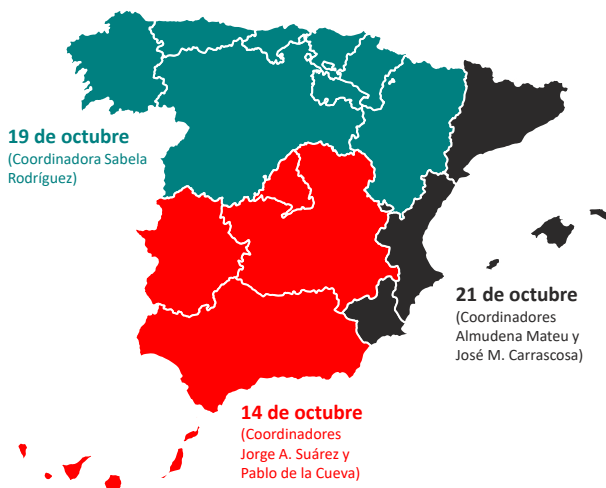 19 de octubre
(Coordinadora Sabela
Rodríguez)
21 de octubre
(Coordinadores
Almudena Mateu y
José M. Carrascosa)
14 de octubre
(Coordinadores
Jorge A. Suárez y
Pablo de la Cueva)